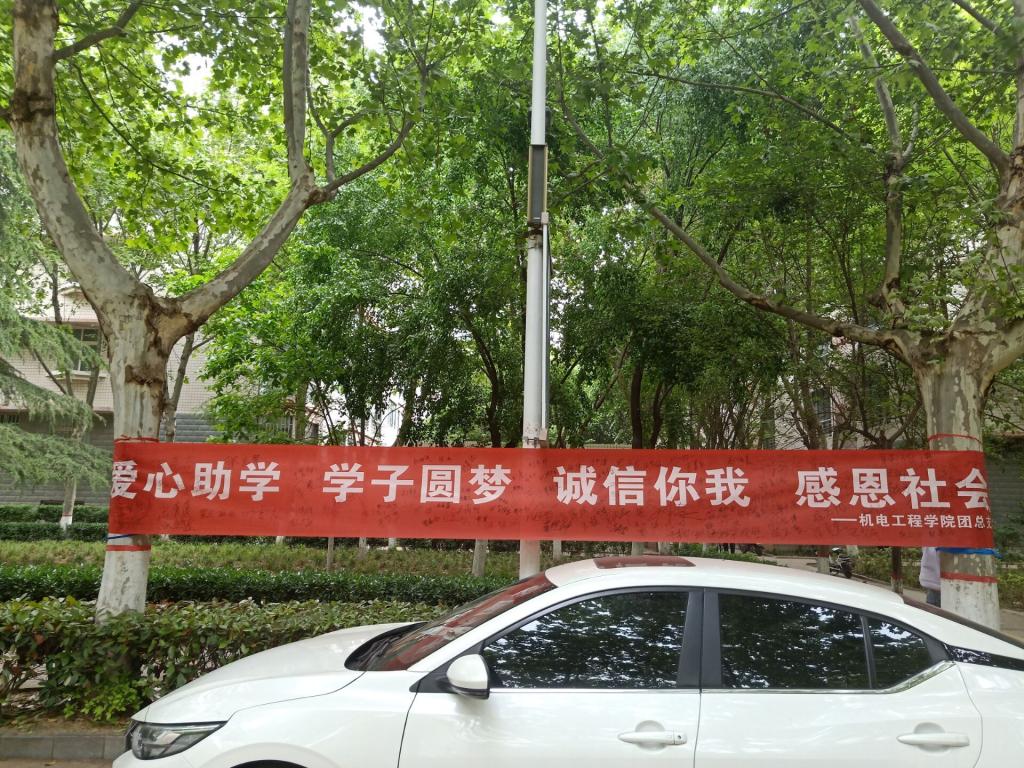 爱心助学 学子圆梦 诚信你我 感恩社会
——机电工程学院团总支